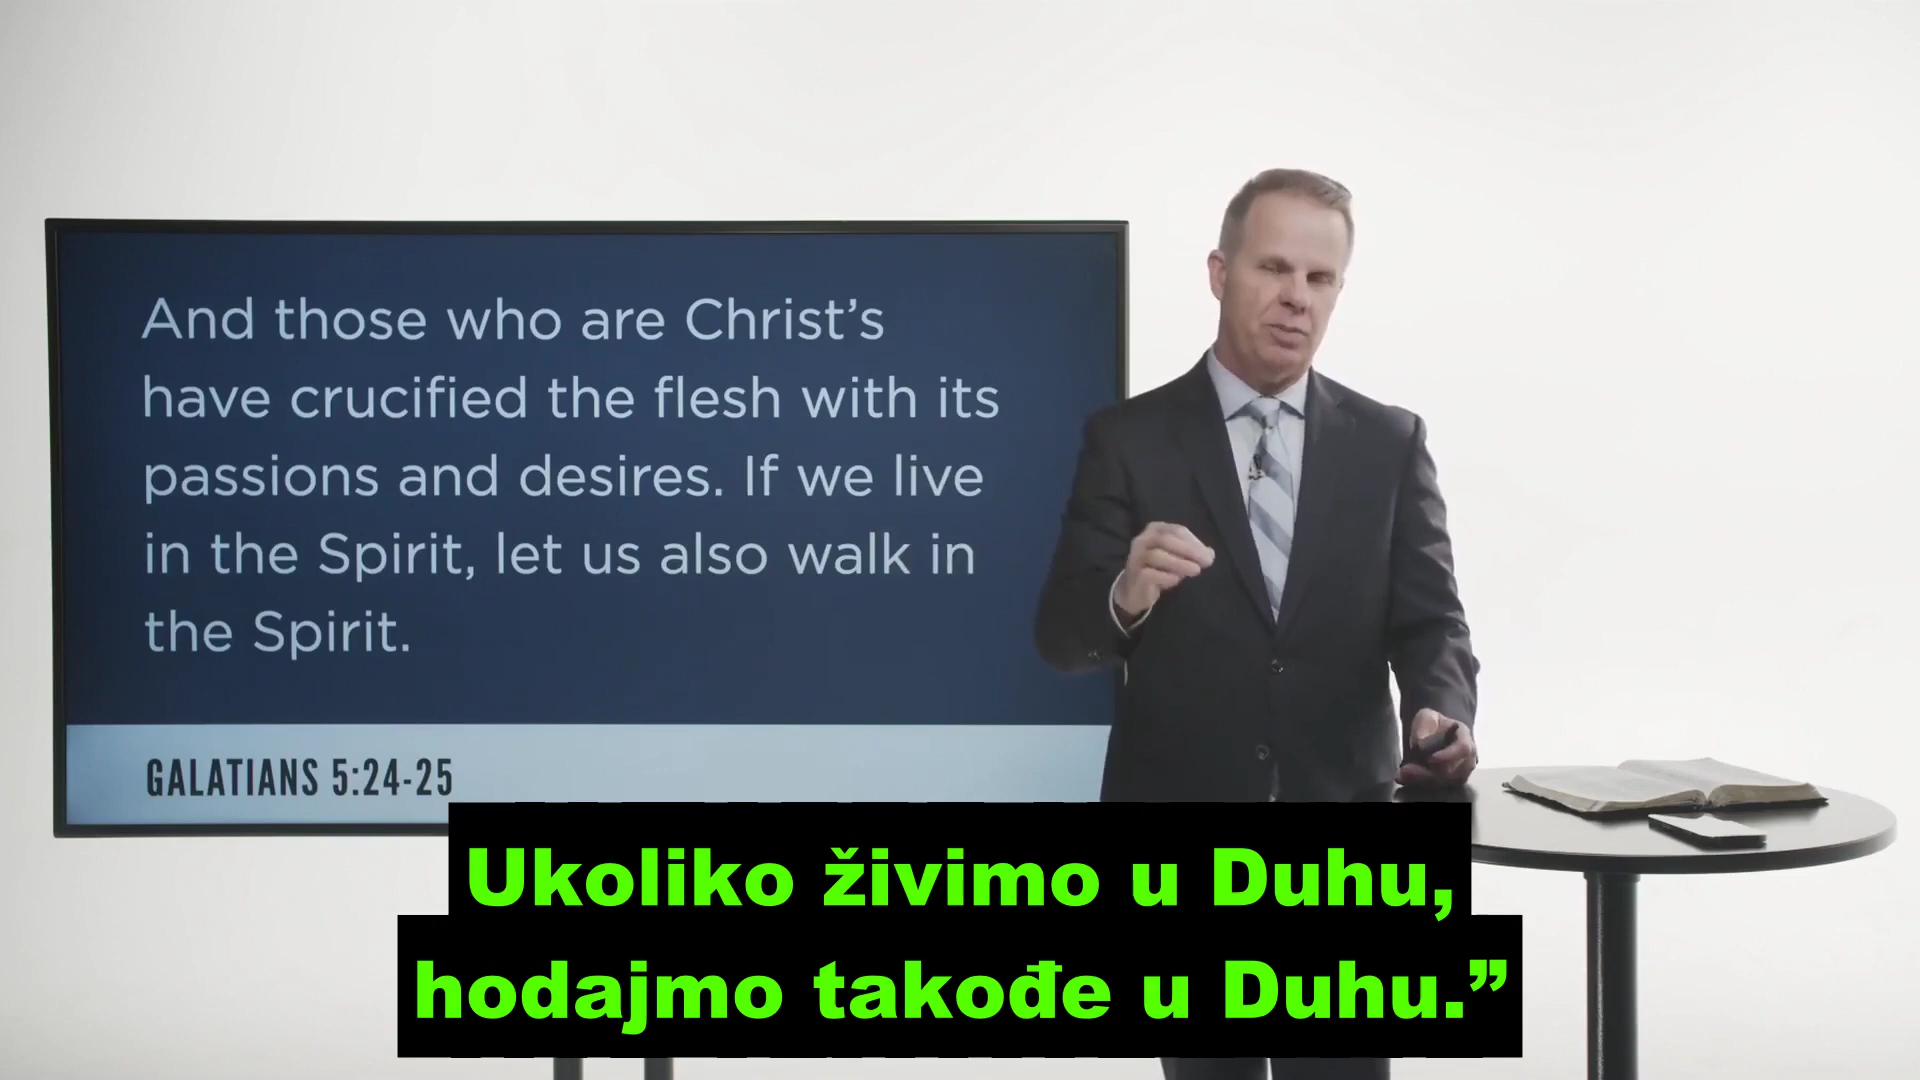 And those who are Christ’s
have crucified the flesh with its
passions and desires. If we live
in the Spirit, let us also walk in
the Spirit.
GALATIANS 5:24-25
Ukoliko živimo u Duhu,
hodajmo takođe u Duhu.”